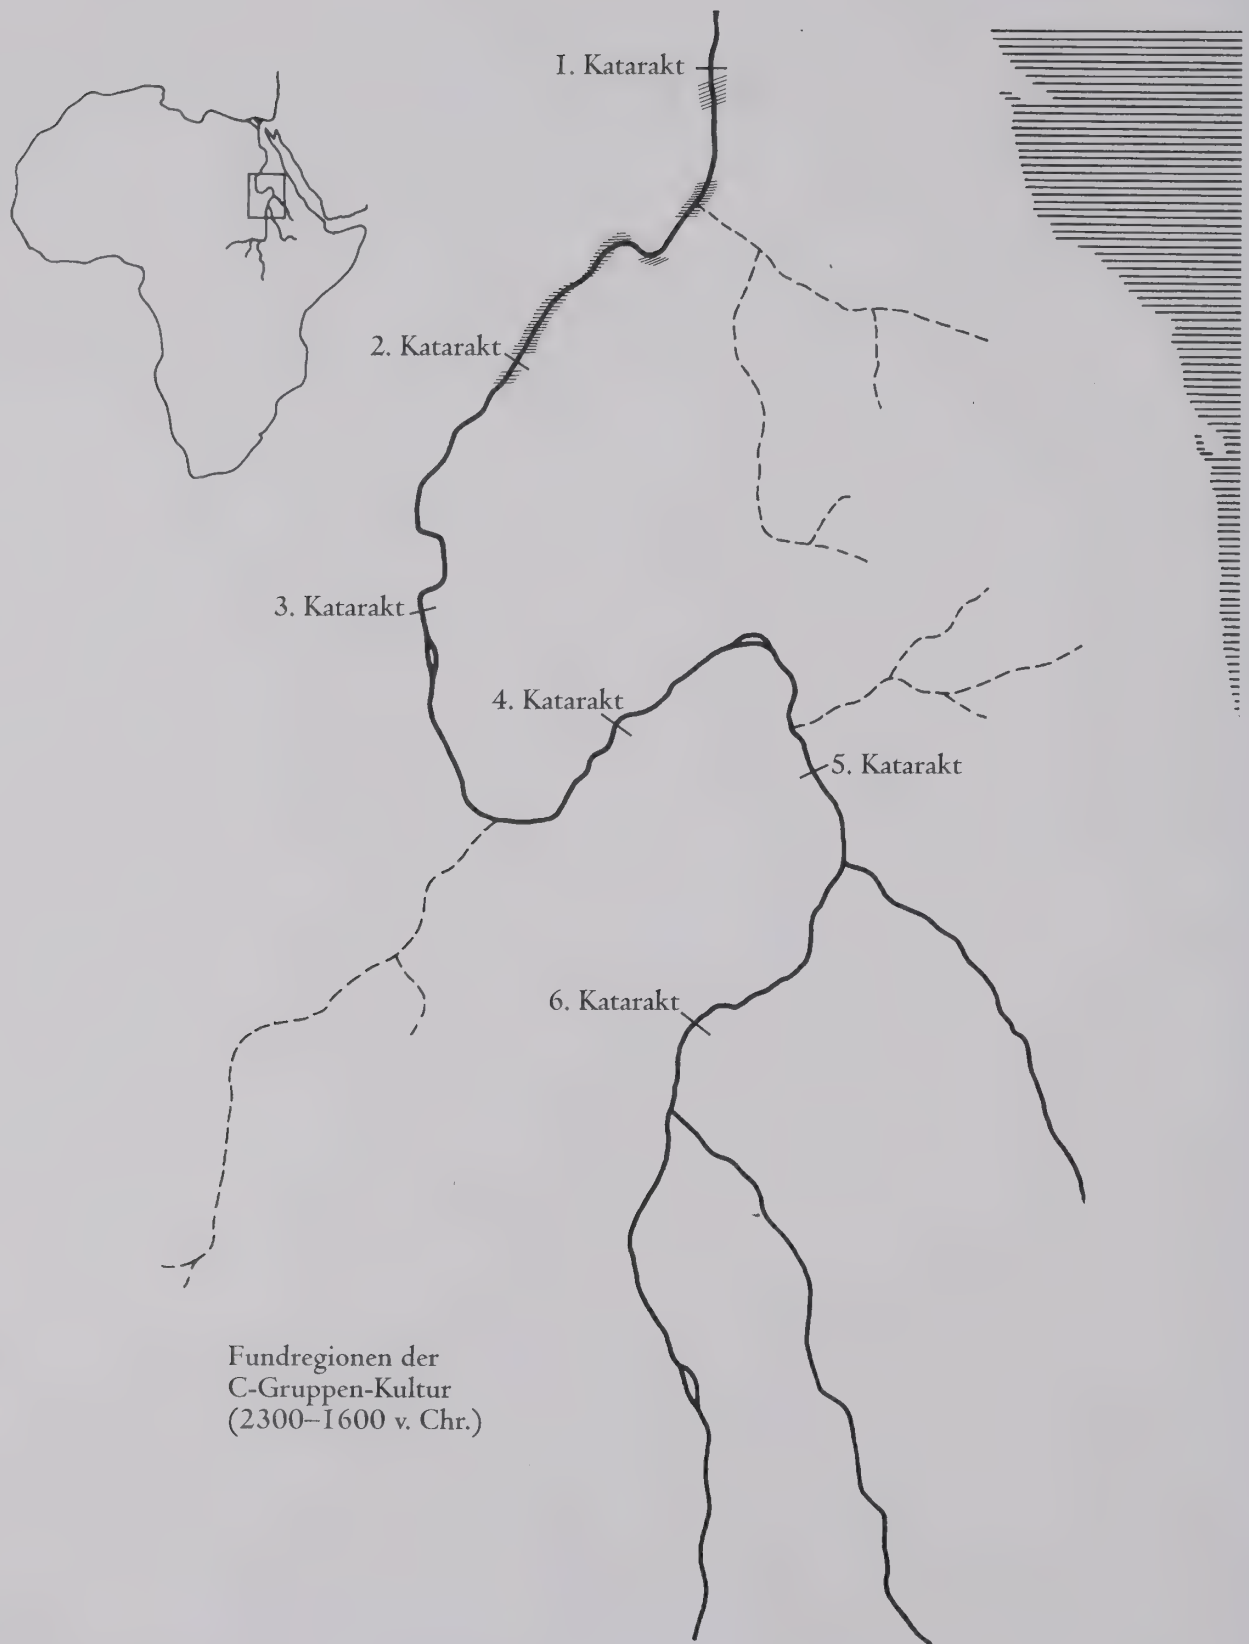 1. Katarakt
2. Katarakt
3. Katarakt
4. Katarakt
5. Katarakt
6. Katarakt
Fundregionen der
C-Gruppen-Kultur
(2300–1600 v. Chr.)